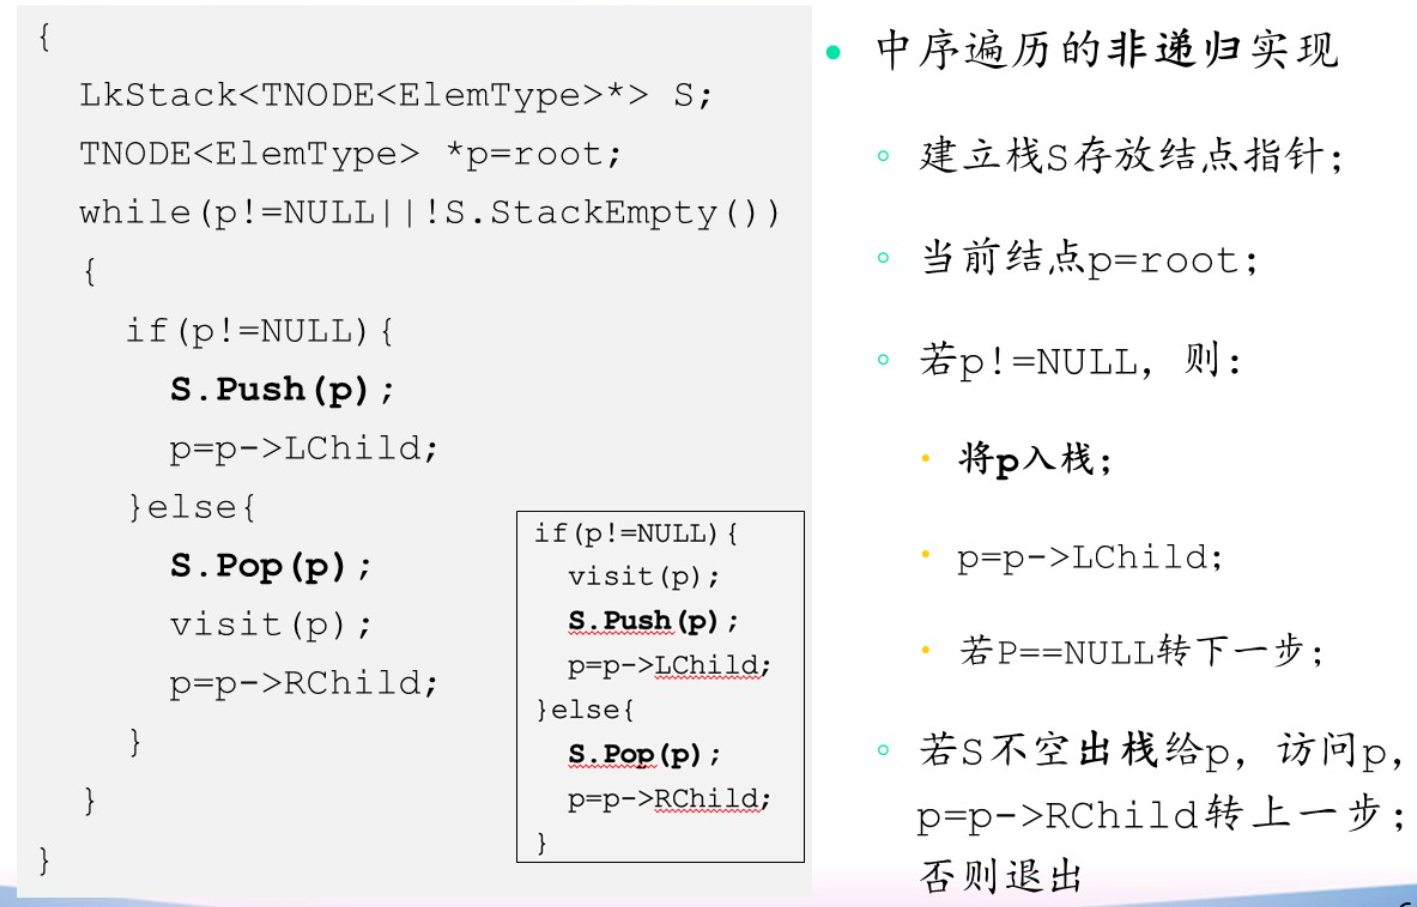 {
LkStack<TNODE<ElemType>*> S;
TNODE<ElemType> *p=root;
while(p!=NULL||!S.StackEmpty())
{
if(p!=NULL){
S.Push(p);
p=p->LChild;
}else{
S.Pop(p);
visit(p);
p=p->RChild;
}
}
}
if(p!=NULL){
visit(p);
S.Push(p);
p=p->LChild;
}else{
S.Pop(p);
p=p->RChild;
}
• 中序遍历的非递归实现
◦ 建立栈S存放结点指针;
◦ 当前结点p=root;
◦ 若p!=NULL，则:
• 将p入栈;
• p=p->LChild;
• 若P==NULL转下一步;
◦ 若S不空出栈给p，访问p，
p=p->RChild转上一步;
否则退出